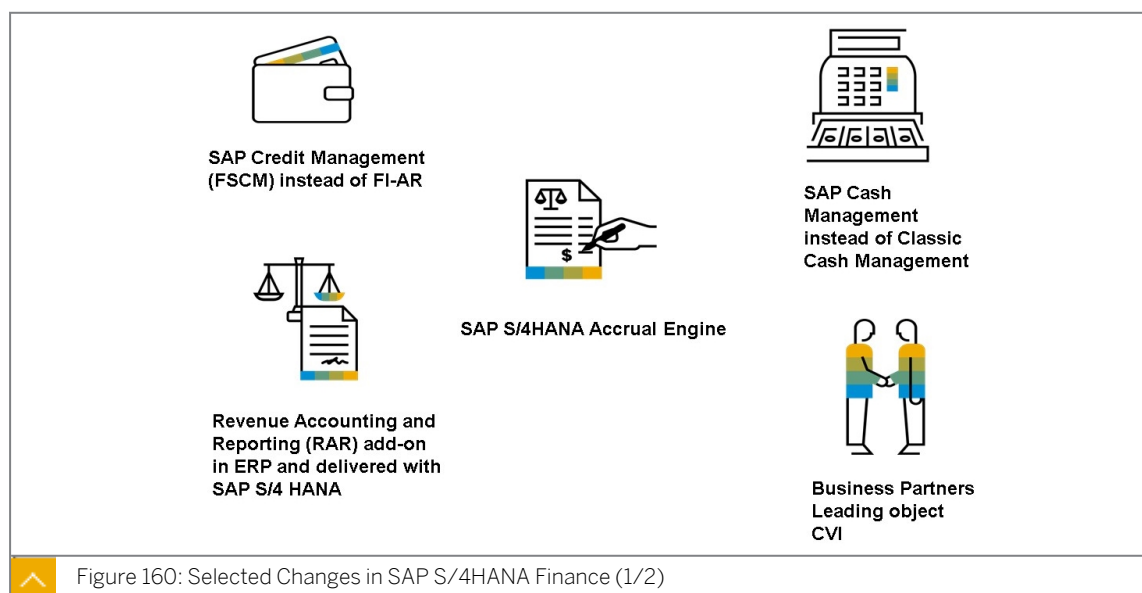 SAP Credit Management
(FSCM) instead of FI-AR
SAP Cash
Management
instead of Classic
Cash Management
$
SAP S/4HANA Accrual Engine
Revenue Accounting and
Reporting (RAR) add-on
in ERP and delivered with
SAP S/4 HANA
Business Partners
Leading object
CVI
Figure 160: Selected Changes in SAP S/4HANA Finance (1/2)